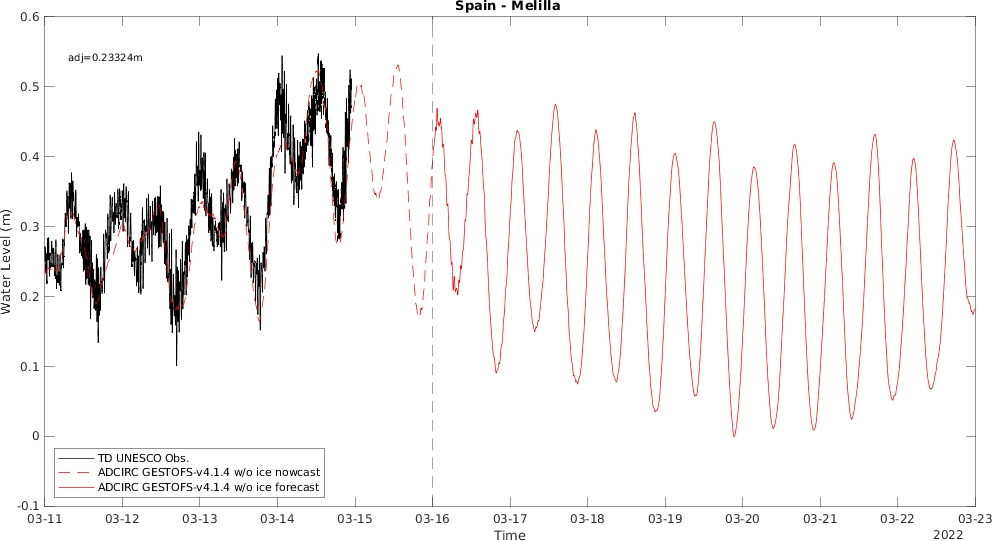 Spain - Melilla
adj=0.23324m
0.6
0.5
0.4
0.3
0.2
0.1
0
-0.1
Water Level (m)
TD UNESCO Obs.
ADCIRC GESTOFS-v4.1.4 w/o ice nowcast
ADCIRC GESTOFS-v4.1.4 w/o ice forecast
03-11 03-12 03-13 03-14 03-15 03-16 03-17 03-18 03-19 03-20 03-21 03-22 03-23
Time
2022